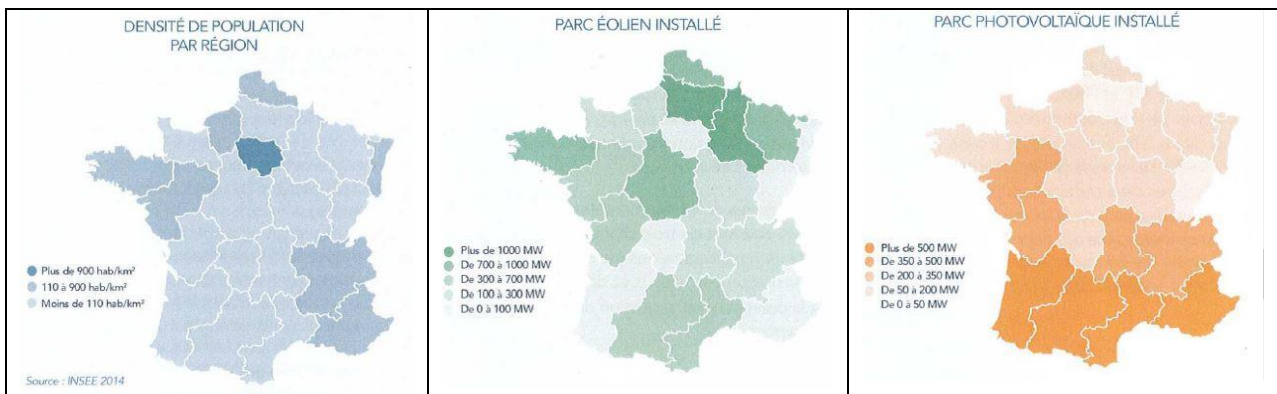 DENSITÉ DE POPULATION
PAR RÉGION
Plus de 900 hab/km²
110 à 900 hab/km²
Moins de 110 hab/km²
Source : INSEE 2014
PARC ÉOLIEN INSTALLÉ
Plus de 1000 MW
De 700 à 1000 MW
De 300 à 700 MW
De 100 à 300 MW
De 0 à 100 MW
PARC PHOTOVOLTAÏQUE INSTALLÉ
Plus de 500 MW
De 350 à 500 MW
De 200 à 350 MW
De 50 à 200 MW
De 0 à 50 MW